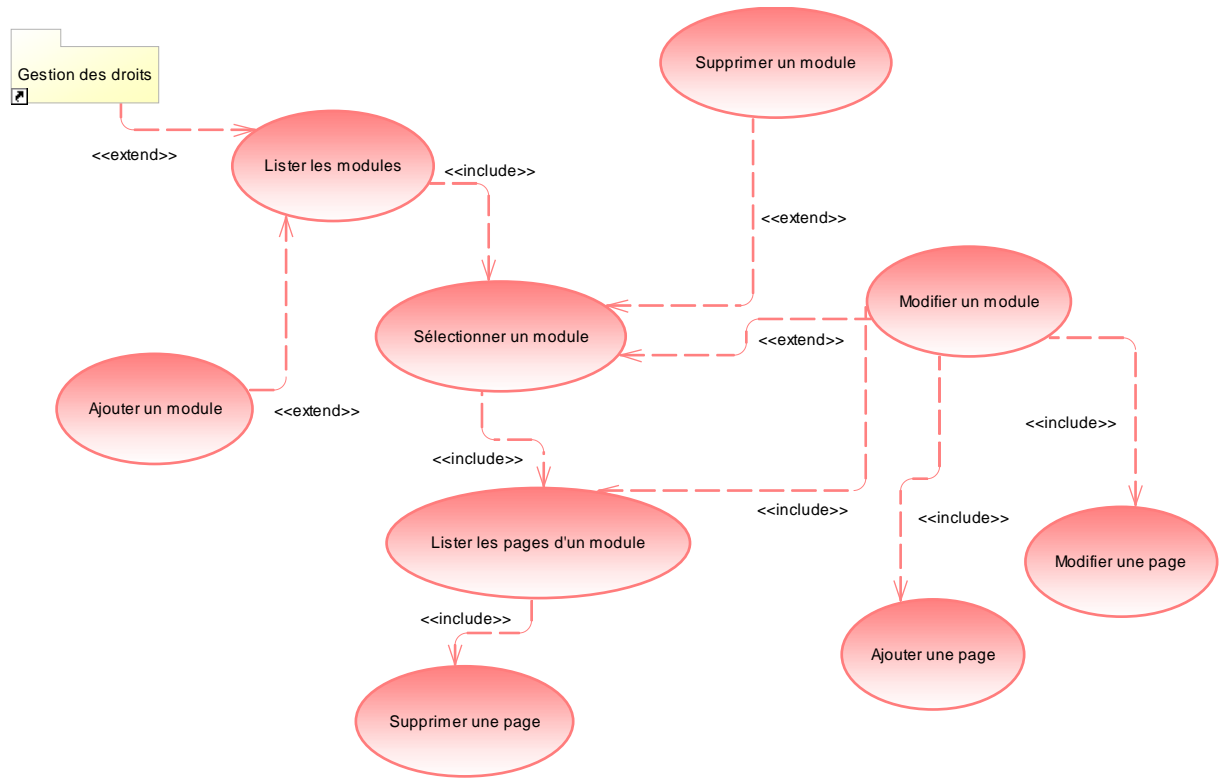 Supprimer un module
Gestion des droits
<<extend>>
Lister les modules
<<include>>
<<extend>>
Modifier un module
Sélectionner un module
<<extend>>
Ajouter un module
<<extend>>
<<include>>
<<include>>
<<include>>
<<include>>
Lister les pages d'un module
Modifier une page
<<include>>
Ajouter une page
Supprimer une page